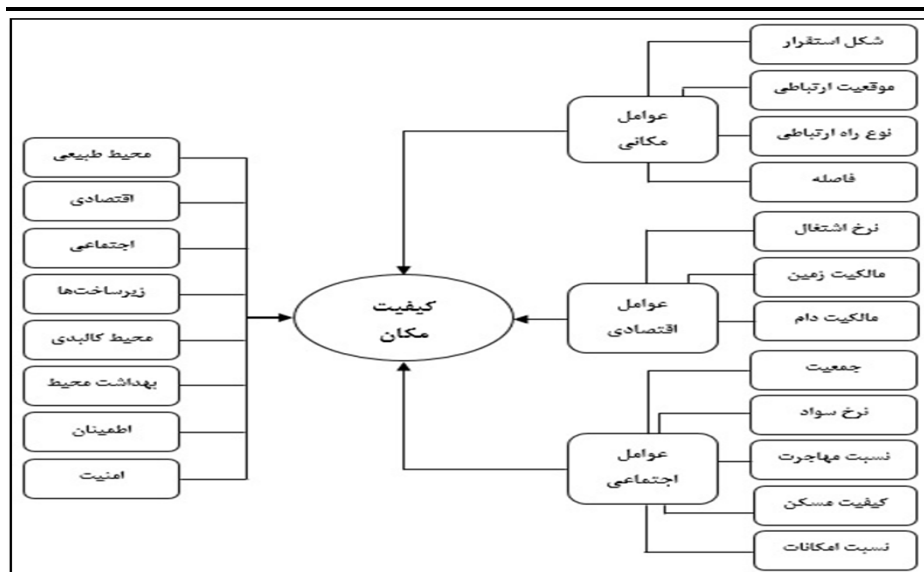 شکل استقرار
موقعیت ارتباطی
نوع راه ارتباطی
فاصله
عوامل
مکانی
نرخ اشتغال
مالکیت زمین
مالکیت دام
عوامل
اقتصادی
جمعیت
نرخ سواد
نسبت مهاجرت
کیفیت مسکن
نسبت امکانات
عوامل
اجتماعی
کیفیت
مکان
محیط طبیعی
اقتصادی
اجتماعی
زیرساخت‌ها
محیط کالبدی
بهداشت محیط
اطمینان
امنیت